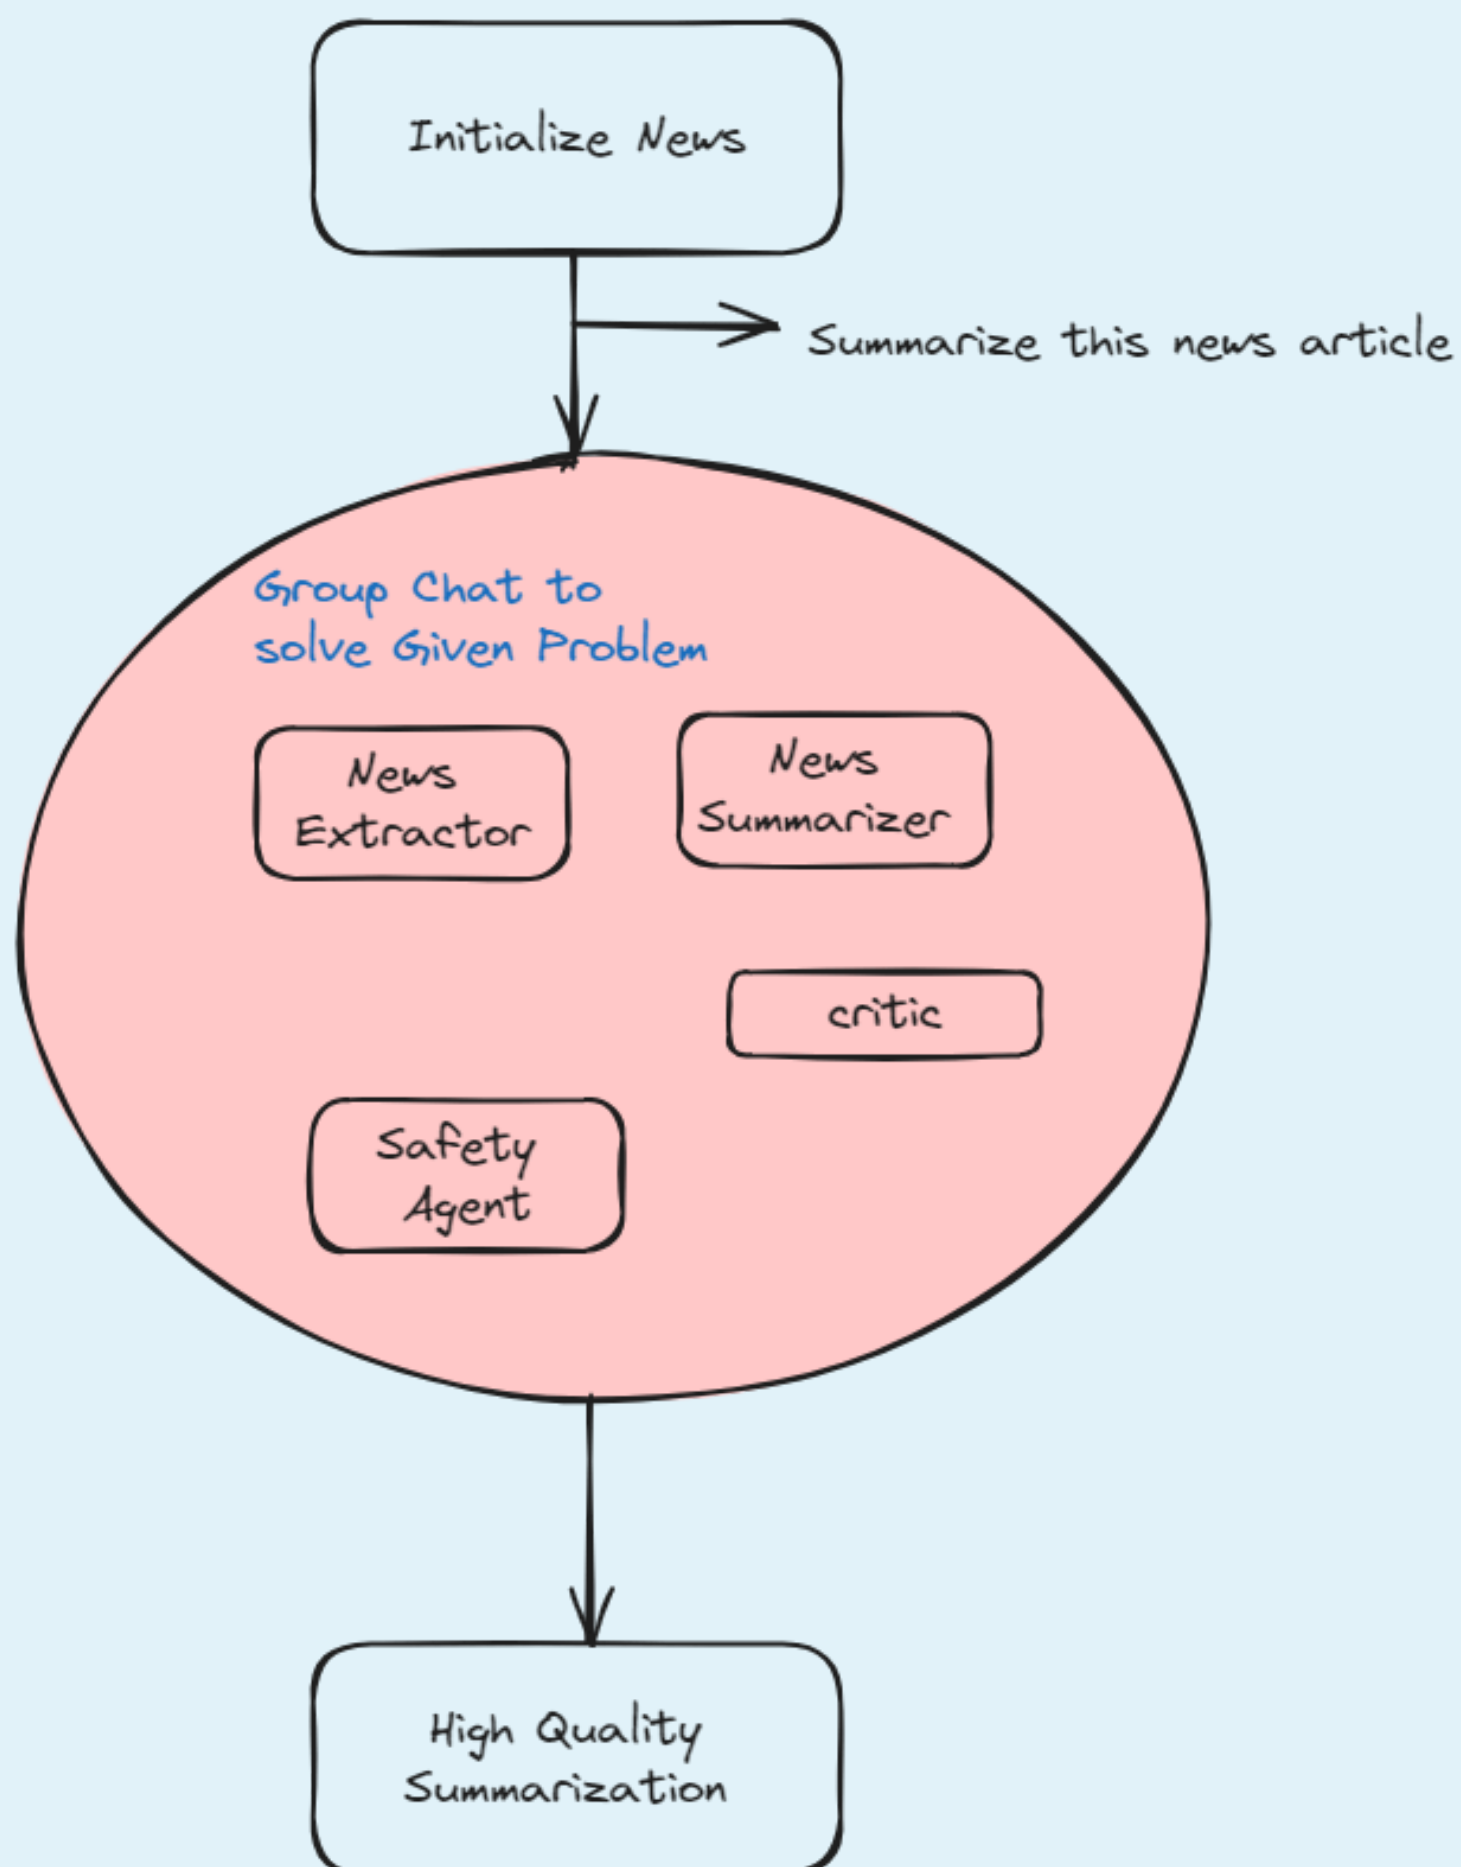 Initialize News
Summarize this news article
Group Chat to
solve Given Problem
News
Extractor
News
Summarizer
critic
Safety
Agent
High Quality
Summarization